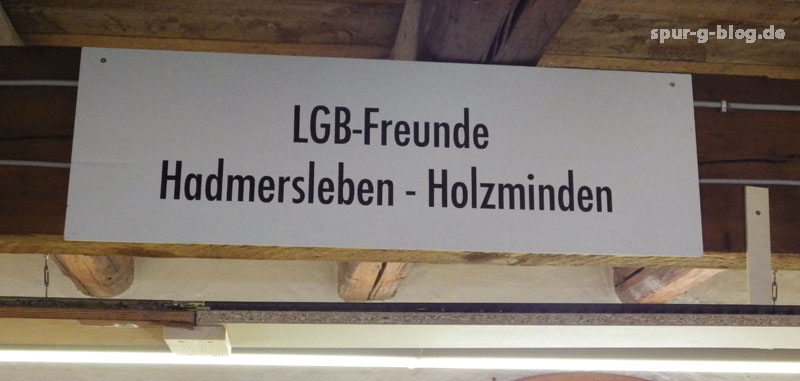 spur-g-blog.de
LGB-Freunde
Hadmersleben - Holzminden